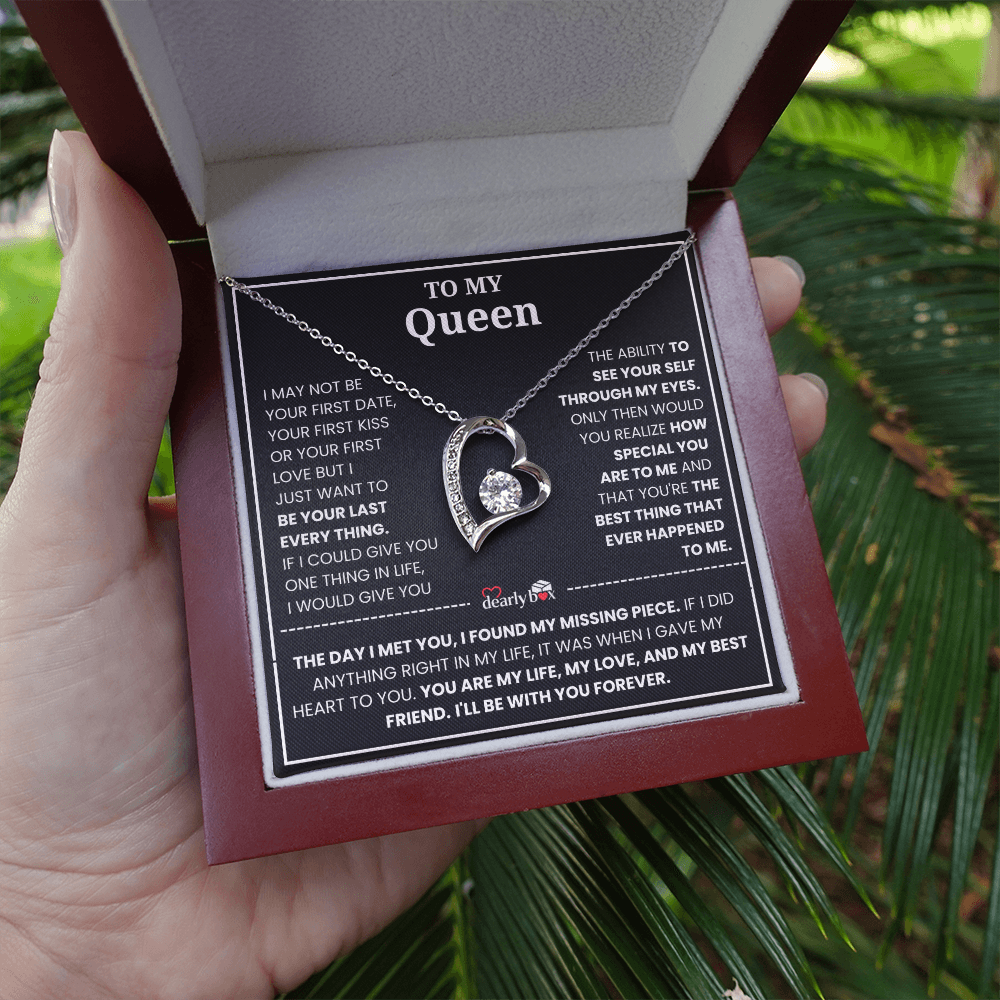 TO MY
Queen
I MAY NOT BE
YOUR FIRST DATE,
YOUR FIRST KISS
OR YOUR FIRST
LOVE BUT I
JUST WANT TO
BE YOUR LAST
EVERY THING.
IF I COULD GIVE YOU
ONE THING IN LIFE,
I WOULD GIVE YOU
THE ABILITY TO
SEE YOUR SELF
THROUGH MY EYES.
ONLY THEN WOULD
YOU REALIZE HOW
SPECIAL YOU
ARE TO ME AND
THAT YOU'RE THE
BEST THING THAT
EVER HAPPENED
TO ME.
dearlybox
THE DAY I MET YOU, I FOUND MY MISSING PIECE. IF I DID
ANYTHING RIGHT IN MY LIFE, IT WAS WHEN I GAVE MY
HEART TO YOU. YOU ARE MY LIFE, MY LOVE, AND MY BEST
FRIEND. I'LL BE WITH YOU FOREVER.